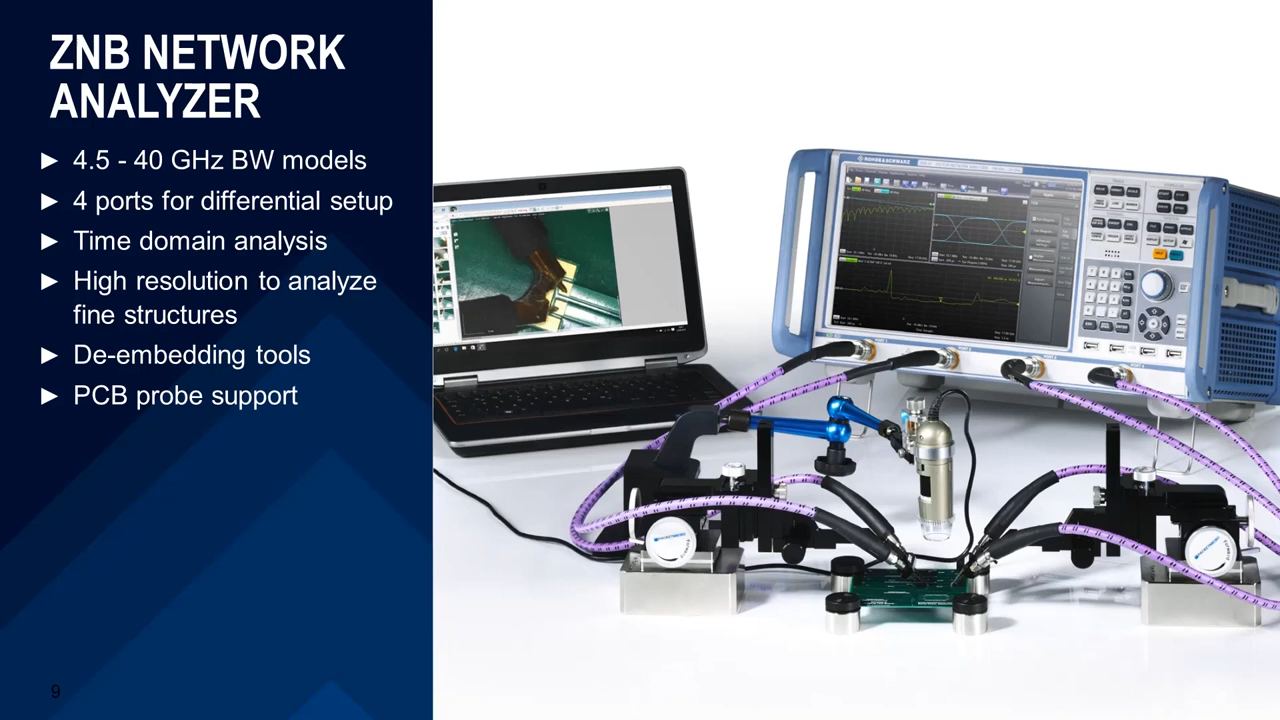 ZNB NETWORK
ANALYZER
► 4.5 - 40 GHz BW models
► 4 ports for differential setup
► Time domain analysis
► High resolution to analyze
fine structures
► De-embedding tools
► PCB probe support
9
ROHDE&SCHWARZ